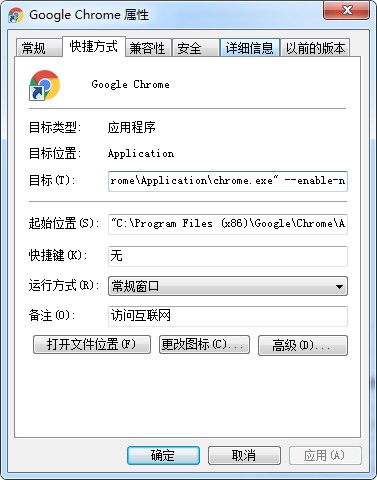 Google Chrome 属性
常规 快捷方式 兼容性 安全 详细信息 以前的版本
Google Chrome
目标类型: 应用程序
目标位置: Application
目标(T): rome\Application\chrome.exe" --enable-n
起始位置(S): "C:\Program Files (x86)\Google\Chrome\A
快捷键(K): 无
运行方式(R): 常规窗口
备注(O): 访问互联网
打开文件位置(F) 更改图标(C)... 高级(D)...
确定 取消 应用(A)